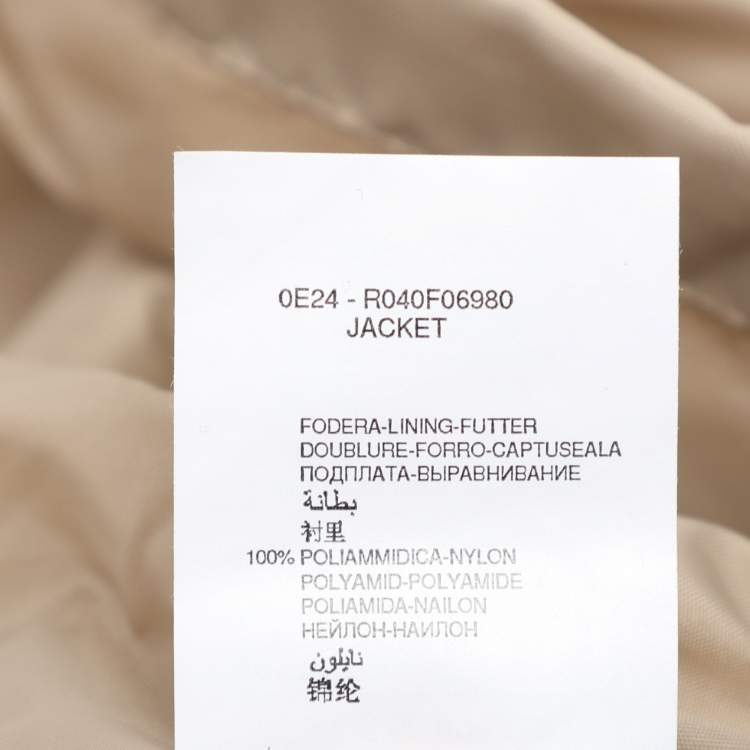 0E24 - R040F06980
JACKET
FODERA-LINING-FUTTER
DOUBLURE-FORRO-CAPTUSEALA
ПОДПЛАТА-ВЫРАВНИВАНИЕ
بطانة
衬里
100% POLIAMMIDICA-NYLON
POLYAMID-POLYAMIDE
POLIAMIDA-NAILON
НЕЙЛОН-НАИЛОН
نايلون
锦纶